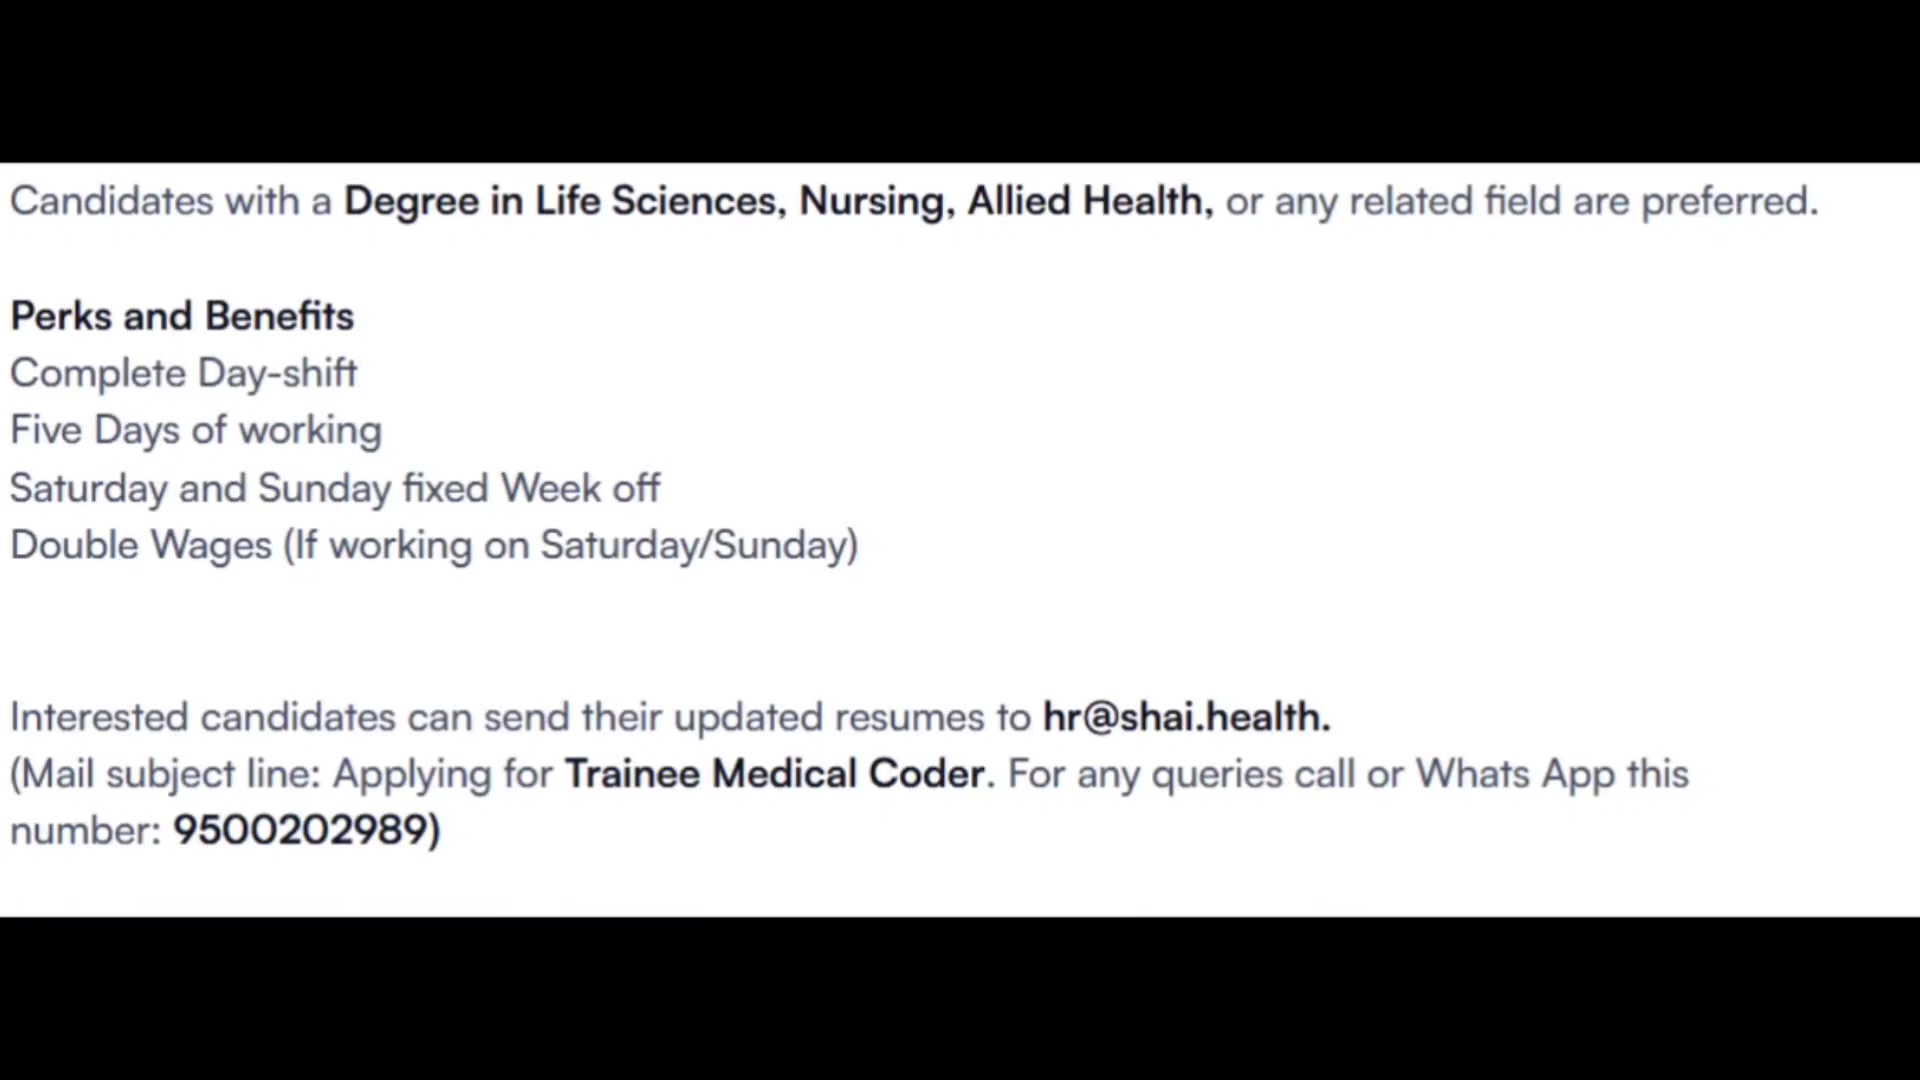 Candidates with a Degree in Life Sciences, Nursing, Allied Health, or any related field are preferred.
Perks and Benefits
Complete Day-shift
Five Days of working
Saturday and Sunday fixed Week off
Double Wages (If working on Saturday/Sunday)
Interested candidates can send their updated resumes to hr@shai.health.
(Mail subject line: Applying for Trainee Medical Coder. For any queries call or Whats App this
number: 9500202989)